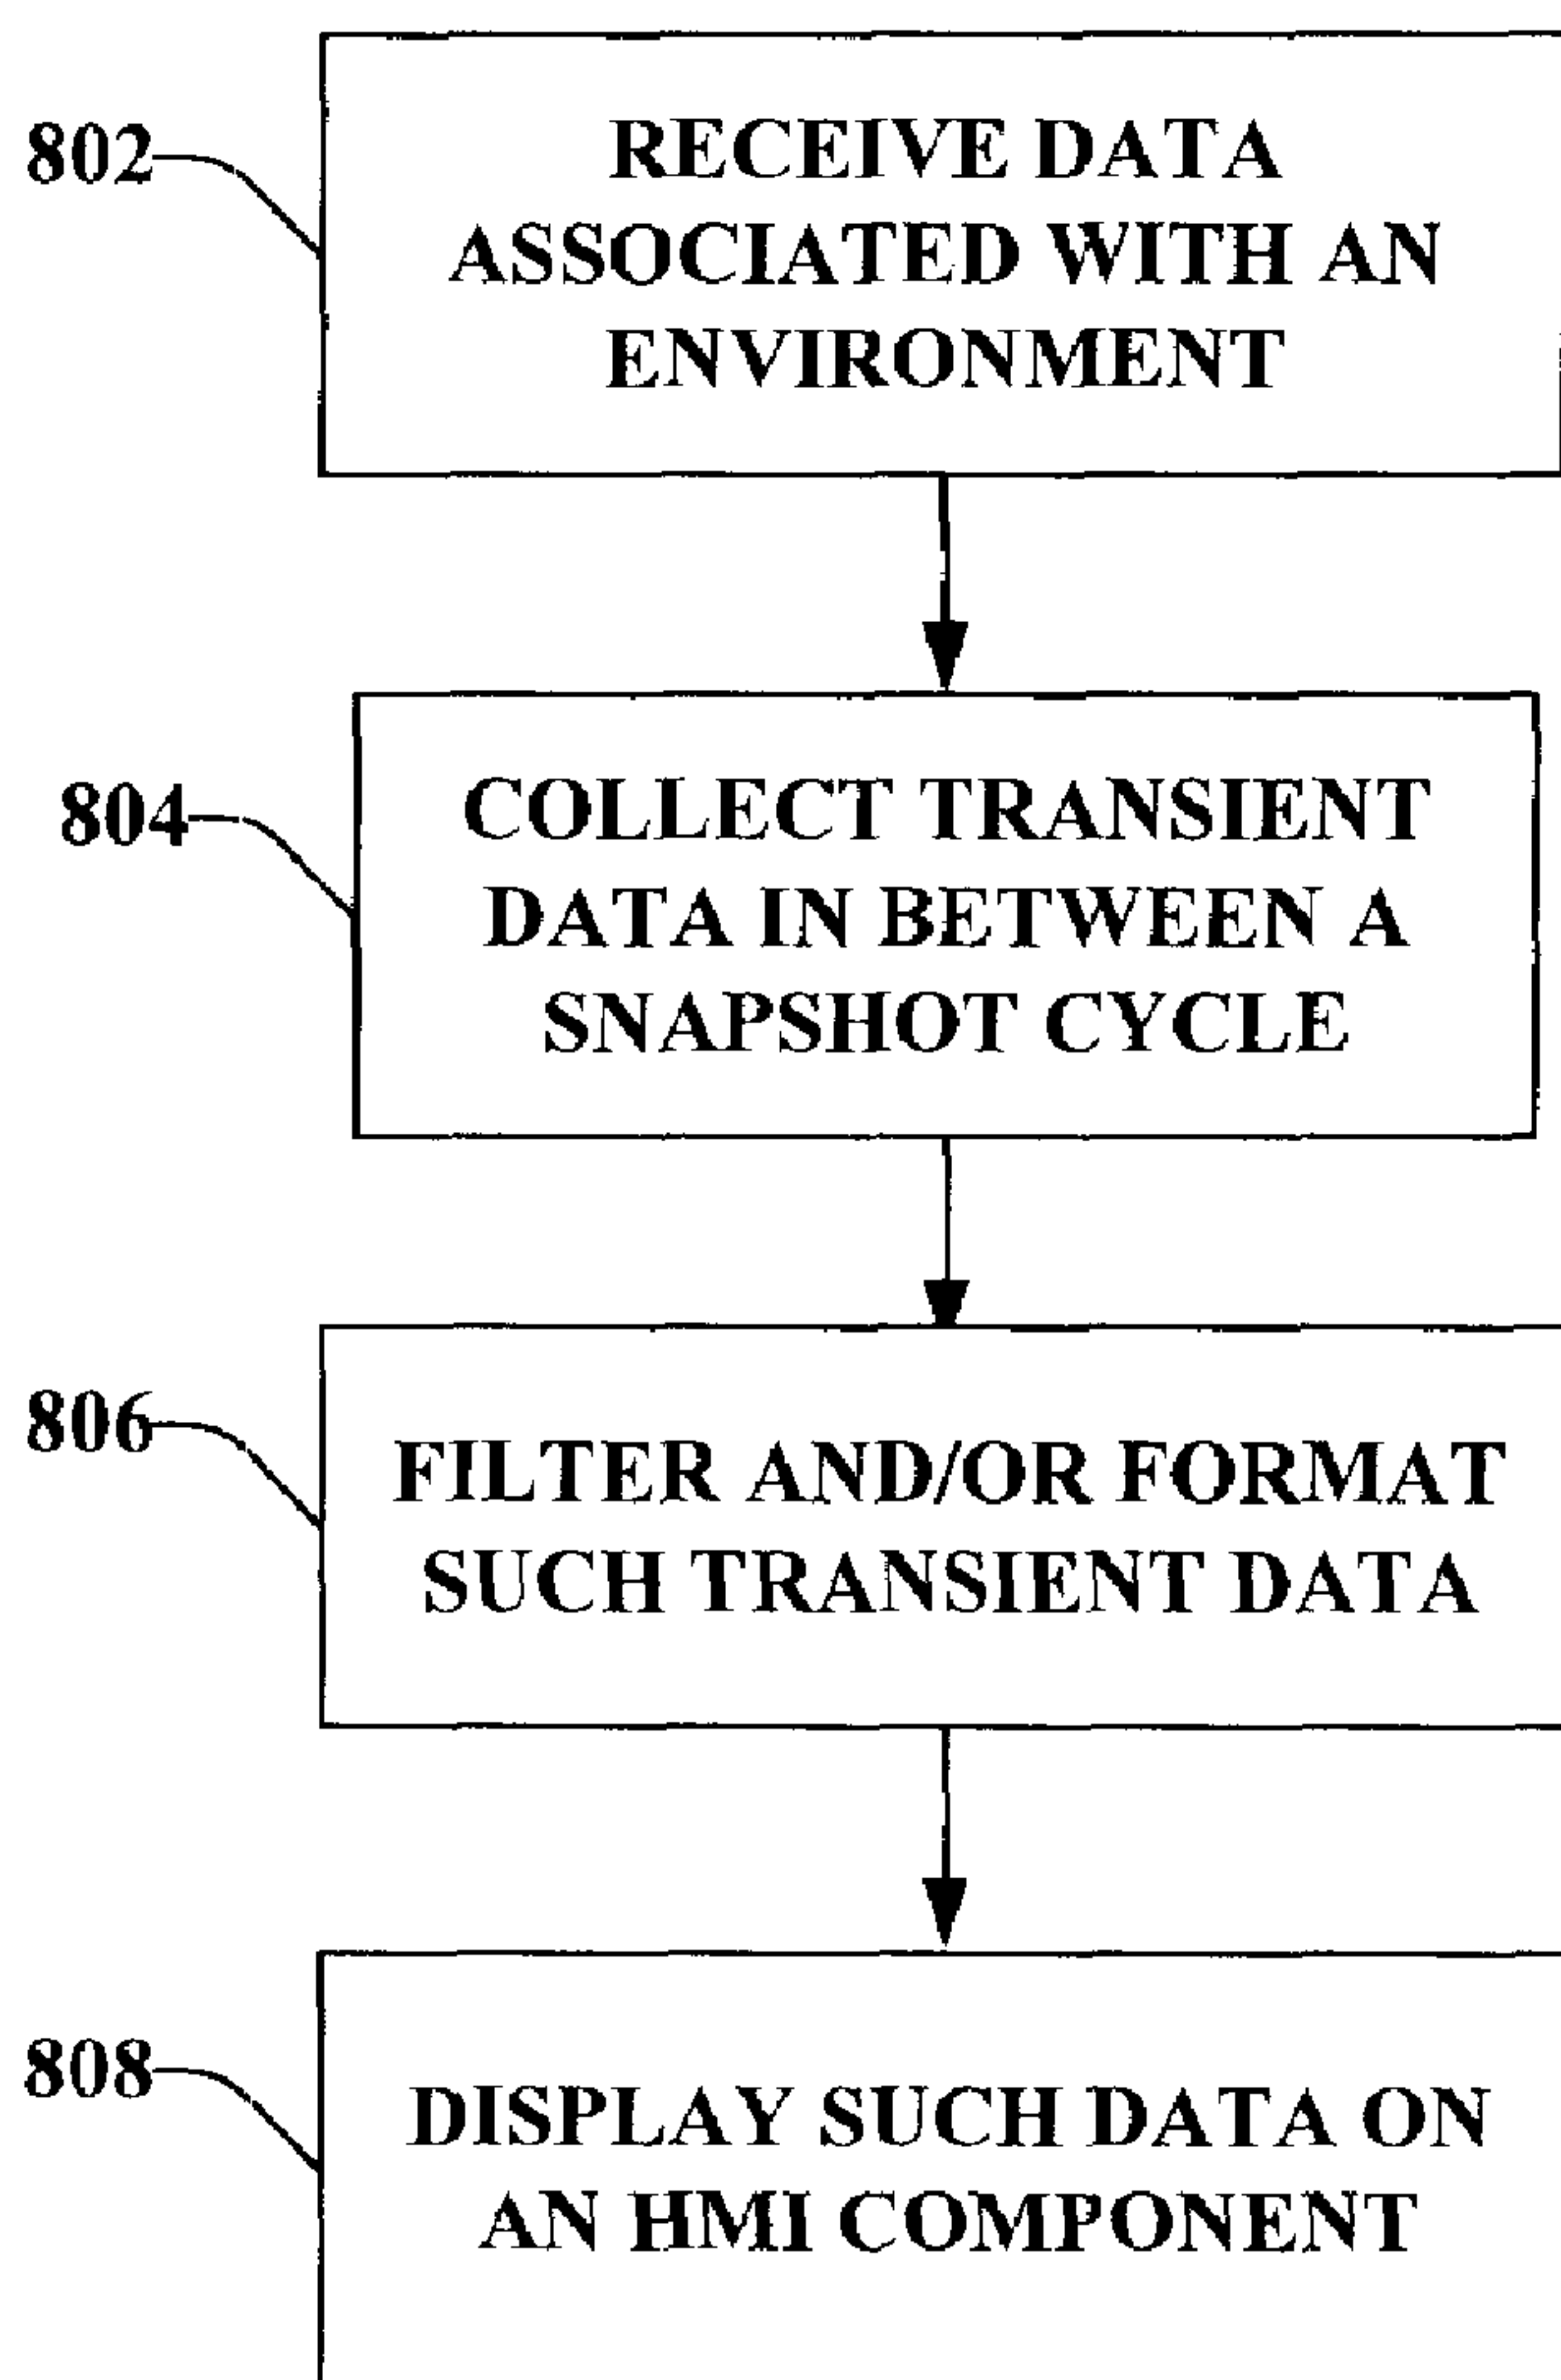 802
RECEIVE DATA
ASSOCIATED WITH AN
ENVIRONMENT
804
COLLECT TRANSIENT
DATA IN BETWEEN A
SNAPSHOT CYCLE
806
FILTER AND/OR FORMAT
SUCH TRANSIENT DATA
808
DISPLAY SUCH DATA ON
AN HMI COMPONENT